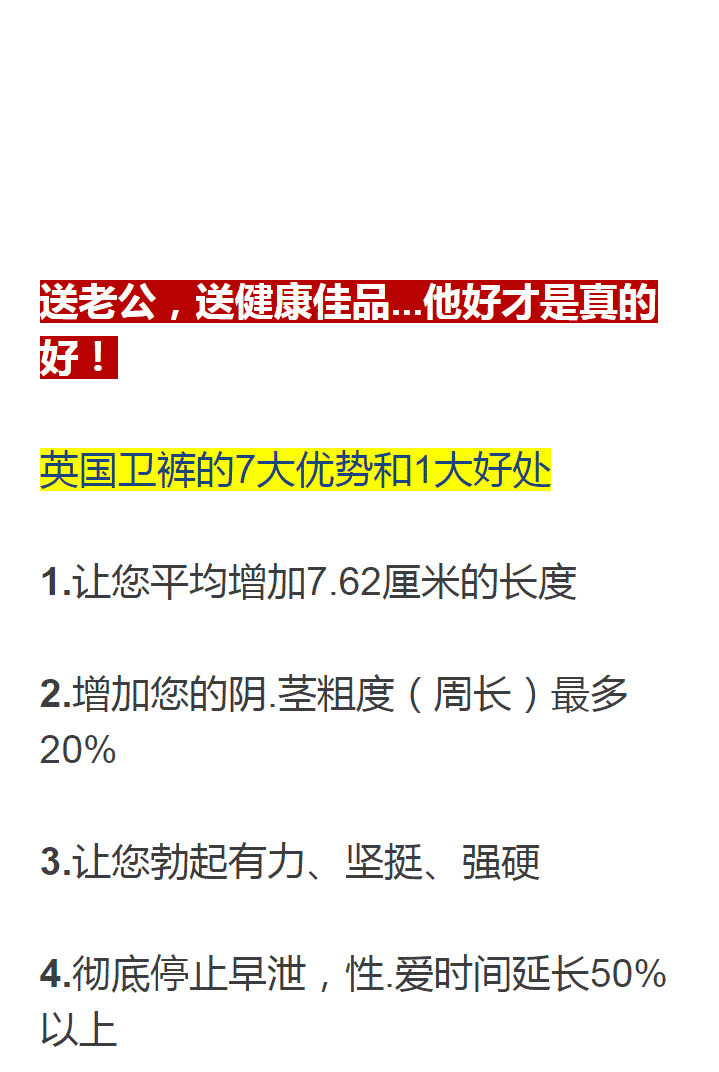 送老公，送健康佳品...他好才是真的
好！
英国卫裤的7大优势和1大好处
1.让您平均增加7.62厘米的长度
2.增加您的阴.茎粗度（周长）最多
20%
3.让您勃起有力、坚挺、强硬
4.彻底停止早泄，性.爱时间延长50%
以上